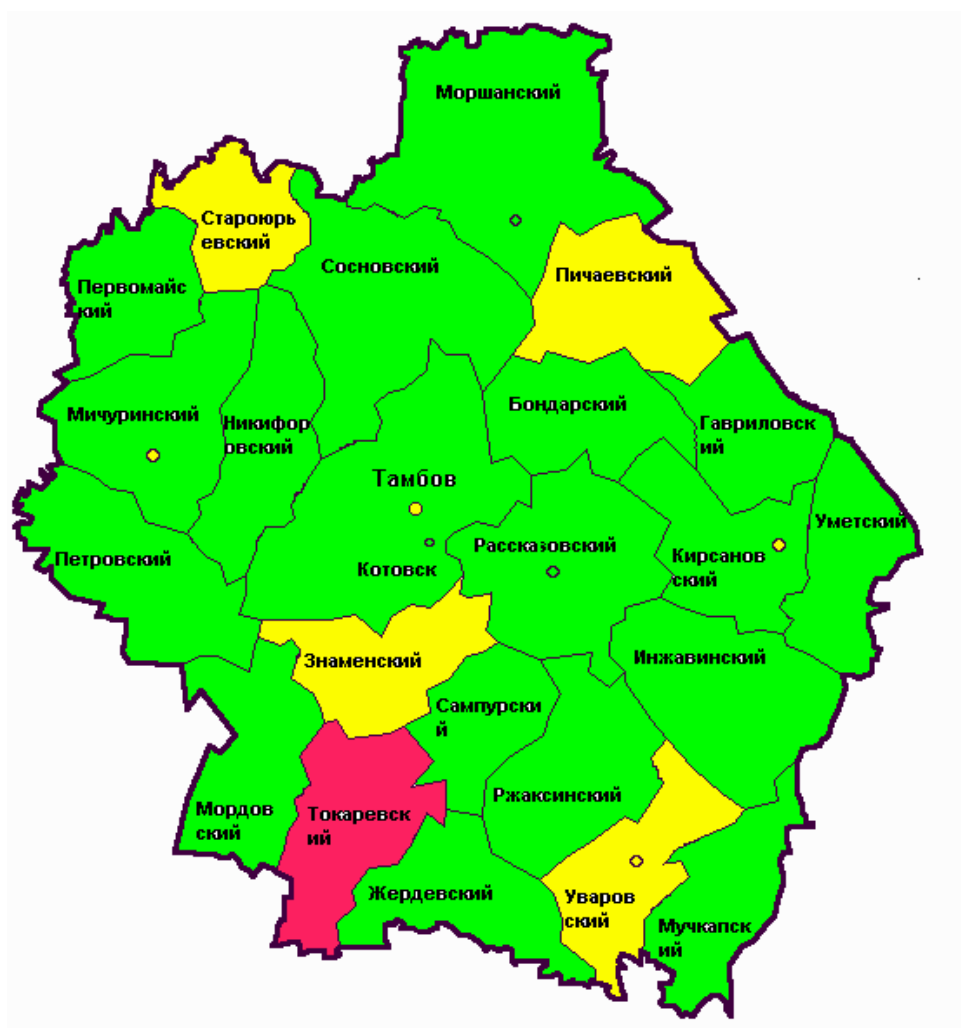 Моршанский
Староюрь
евский
Сосновский
Пичаевский
Первомайс
кий
Мичуринский
Никифор
овский
Бондарский
Гавриловск
ий
Тамбов
Уметский
Петровский
Котовск
Рассказовский
Кирсанов
ский
Знаменский
Инжавинский
Сампурски
й
Мордов
ский
Токаревск
ий
Ржаксинский
Жердевский
Уваров
ский
Мучкапск
ий